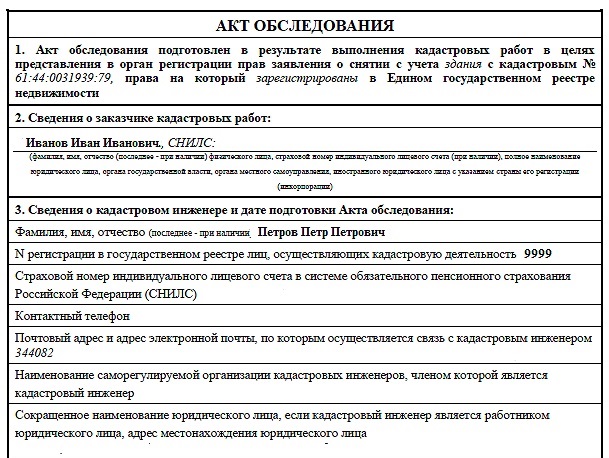 АКТ ОБСЛЕДОВАНИЯ
1. Акт обследования подготовлен в результате выполнения кадастровых работ в целях
представления в орган регистрации прав заявления о снятии с учета здания с кадастровым №
61:44:0031939:79, права на который зарегистрированы в Едином государственном реестре
недвижимости
2. Сведения о заказчике кадастровых работ:
Иванов Иван Иванович., СНИЛС:
(фамилия, имя, отчество (последнее - при наличии) физического лица, страховой номер индивидуального лицевого счета (при наличии), полное наименование
юридического лица, органа государственной власти, органа местного самоуправления, иностранного юридического лица с указанием страны его регистрации
(инкорпорации)
3. Сведения о кадастровом инженере и дате подготовки Акта обследования:
Фамилия, имя, отчество (последнее - при наличии) Петров Петр Петрович
N регистрации в государственном реестре лиц, осуществляющих кадастровую деятельность 9999
Страховой номер индивидуального лицевого счета в системе обязательного пенсионного страхования
Российской Федерации (СНИЛС)
Контактный телефон
Почтовый адрес и адрес электронной почты, по которым осуществляется связь с кадастровым инженером
344082
Наименование саморегулируемой организации кадастровых инженеров, членом которой является
кадастровый инженер
Сокращенное наименование юридического лица, если кадастровый инженер является работником
юридического лица, адрес местонахождения юридического лица